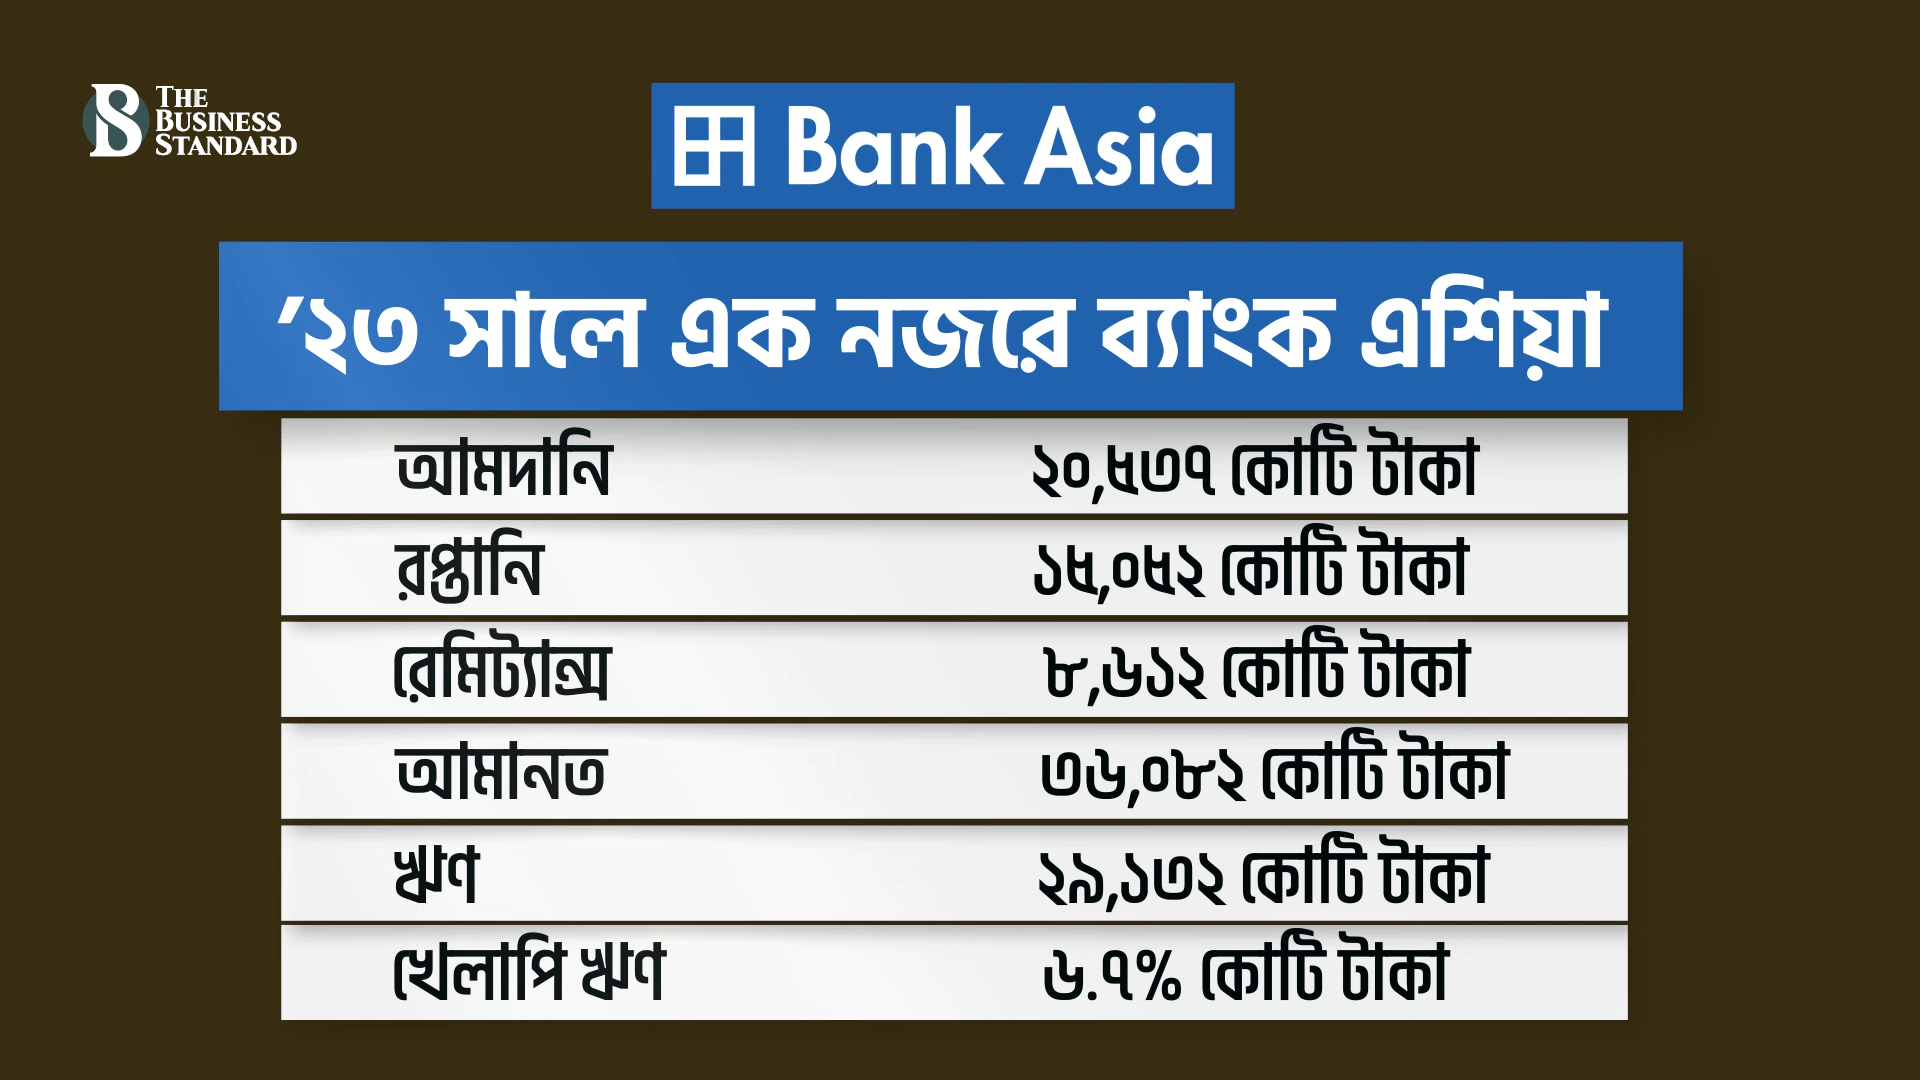 THE
BUSINESS
STANDARD
Bank Asia
’২৩ সালে এক নজরে ব্যাংক এশিয়া
আমদানি ২০,৫৩৭ কোটি টাকা
রপ্তানি ১৫,০৫২ কোটি টাকা
রেমিট্যান্স ৮,৬১২ কোটি টাকা
আমানত ৩৬,০৮২ কোটি টাকা
ঋণ ২৯,১৩২ কোটি টাকা
খেলাপি ঋণ ৬.৭% কোটি টাকা